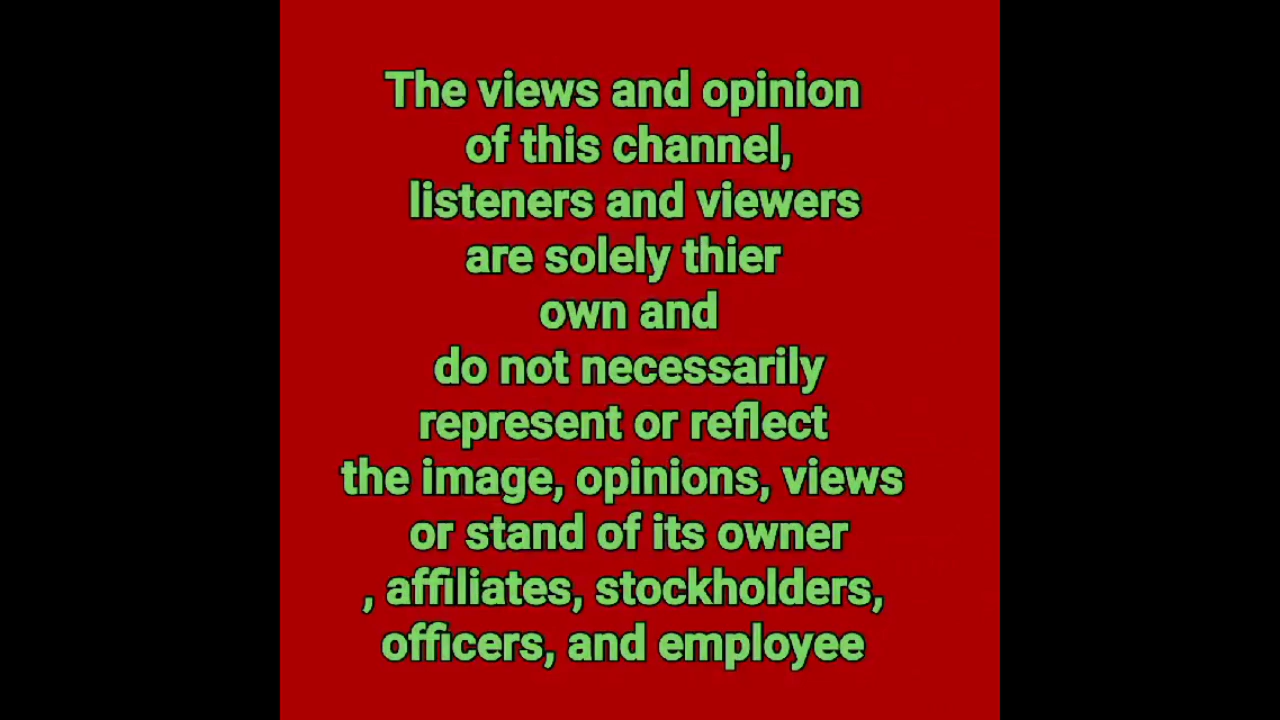 The views and opinion
of this channel,
listeners and viewers
are solely thier
own and
do not necessarily
represent or reflect
the image, opinions, views
or stand of its owner
, affiliates, stockholders,
officers, and employee